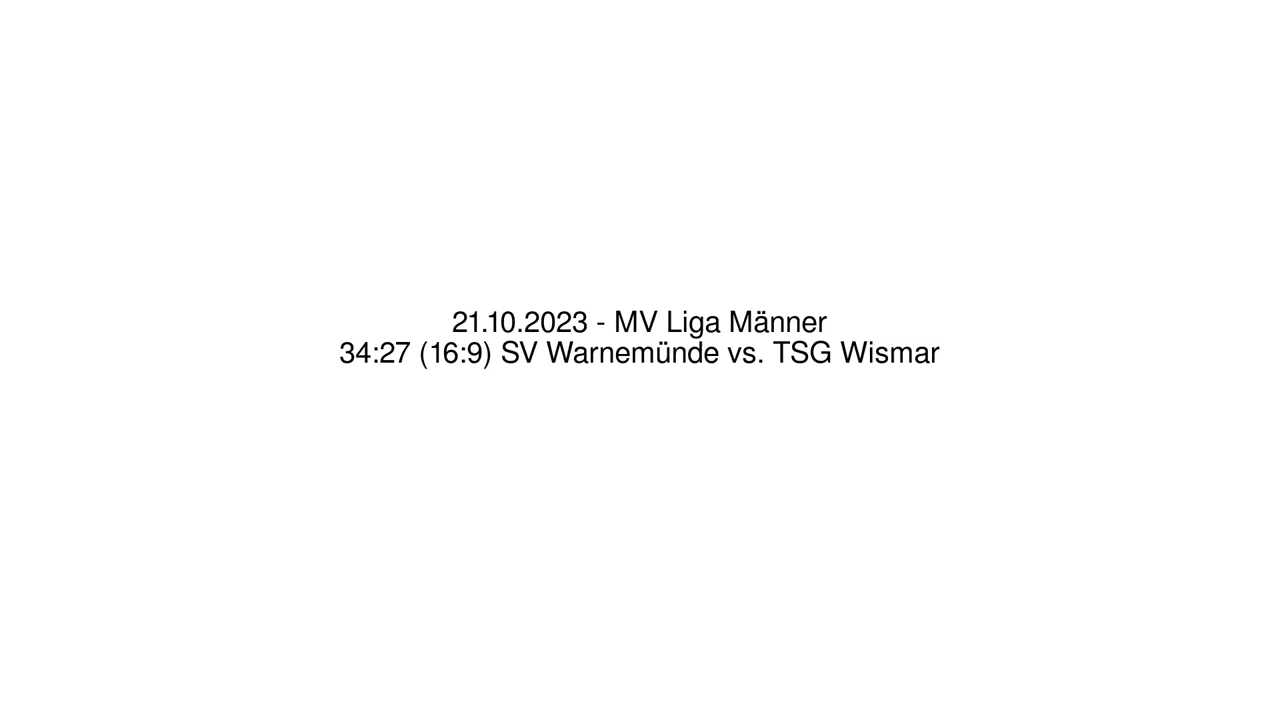 21.10.2023 - MV Liga Männer
34:27 (16:9) SV Warnemünde vs. TSG Wismar